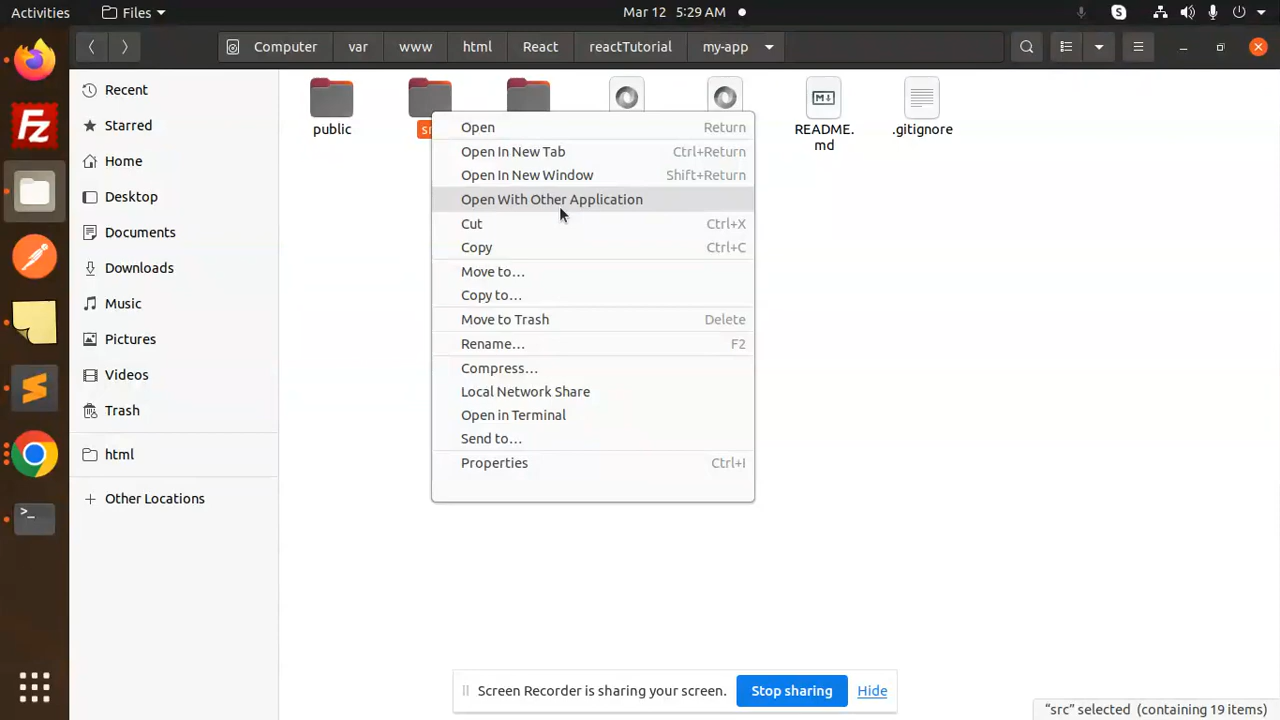 Activities
Files
Mar 12 5:29 AM
Computer
var
www
html
React
reactTutorial
my-app
Recent
Starred
Home
Desktop
Documents
Downloads
Music
Pictures
Videos
Trash
html
Other Locations
public
README.
md
.gitignore
Open Return
Open In New Tab Ctrl+Return
Open In New Window Shift+Return
Open With Other Application
Cut Ctrl+X
Copy Ctrl+C
Move to…
Copy to…
Move to Trash Delete
Rename… F2
Compress…
Local Network Share
Open in Terminal
Send to…
Properties Ctrl+I
Screen Recorder is sharing your screen. Stop sharing Hide
“src” selected (containing 19 items)